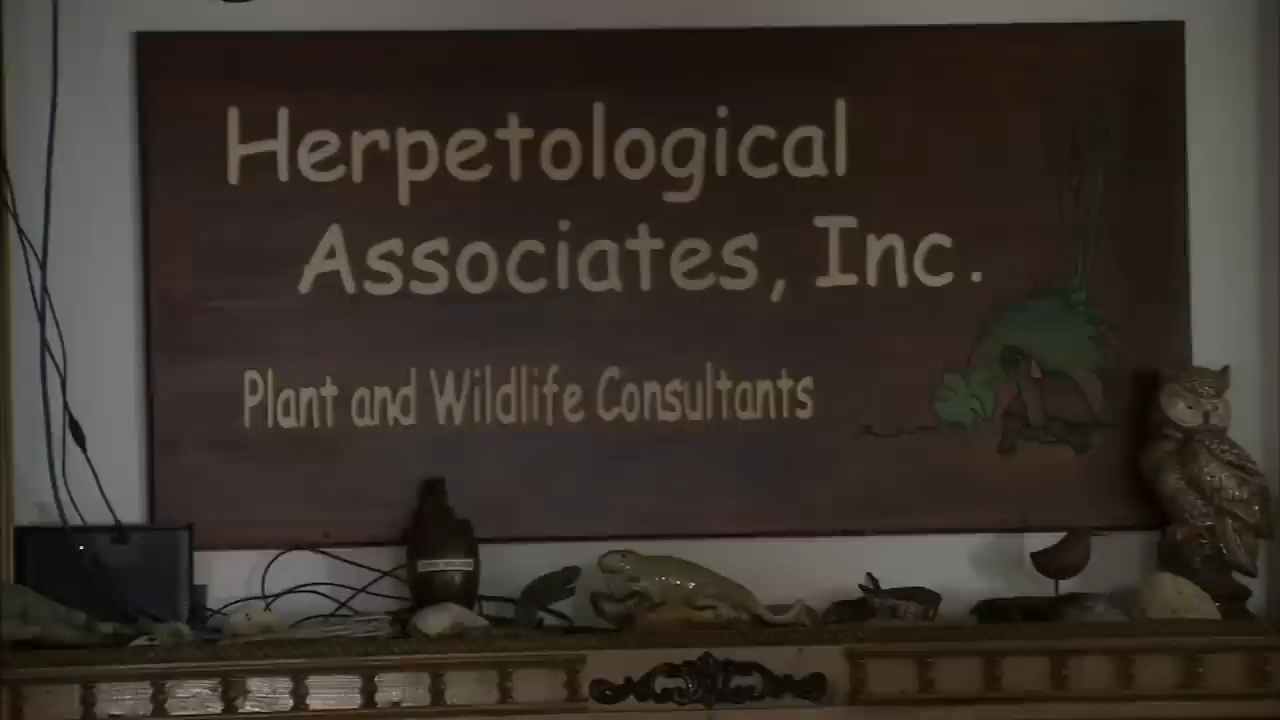 Herpetological
Associates, Inc.
Plant and Wildlife Consultants